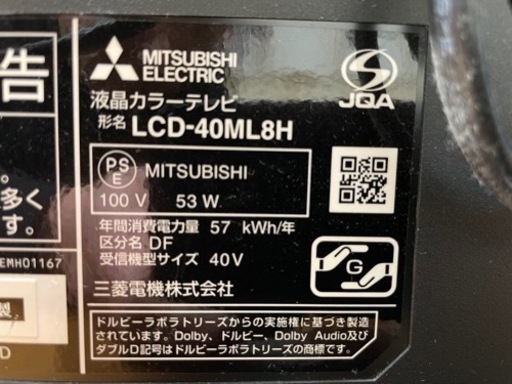 告
MITSUBISHI
ELECTRIC
JQA
液晶カラーテレビ
形名 LCD-40ML8H
PS
E
MITSUBISHI
100 V 53 W
年間消費電力量 57 kWh/年
区分名 DF
受信機型サイズ 40V
G
三菱電機株式会社
ドルビーラボラトリーズからの実施権に基づき製造
されています。Dolby、ドルビー、Dolby Audio及び
ダブルD記号はドルビーラボラトリーズの商標です。
。
多く
す。
EMH01167
製
D